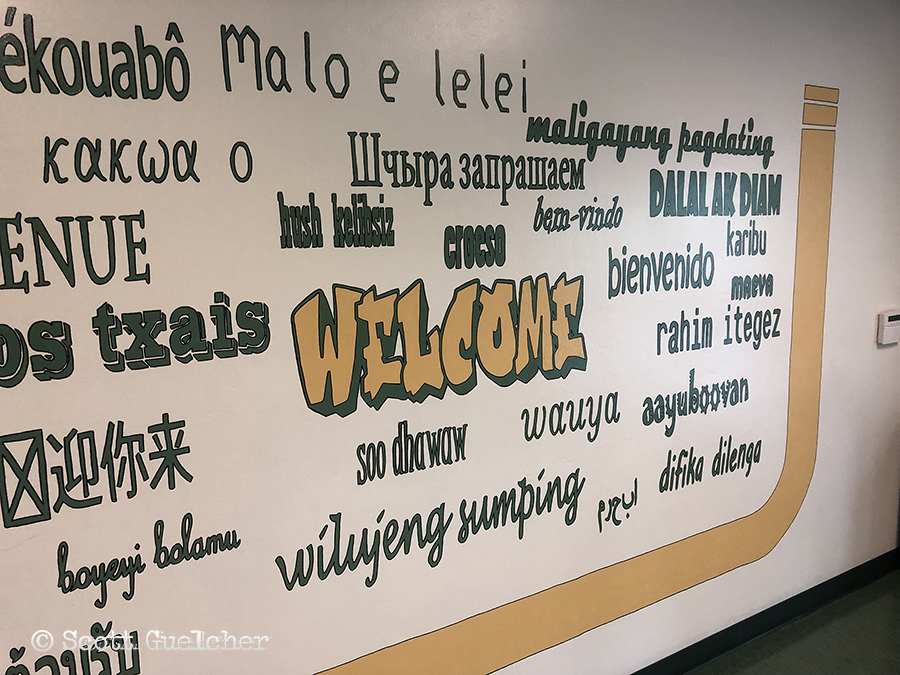 ékouabô
Malo e lelei
maligayang pagdating
κακωα ο
Шчыра запрашаем
DALAL AK DIAM
hush kelibsiz
bem-vindo
karibu
ENUE
croeso
bienvenido
maeva
os txais
WELCOME
rahim itegez
wauya
aayuboovan
迎你来
soo dhawaw
difika dilenga
wilujeng sumping
boyeyi bolamu
© Scott Guelcher